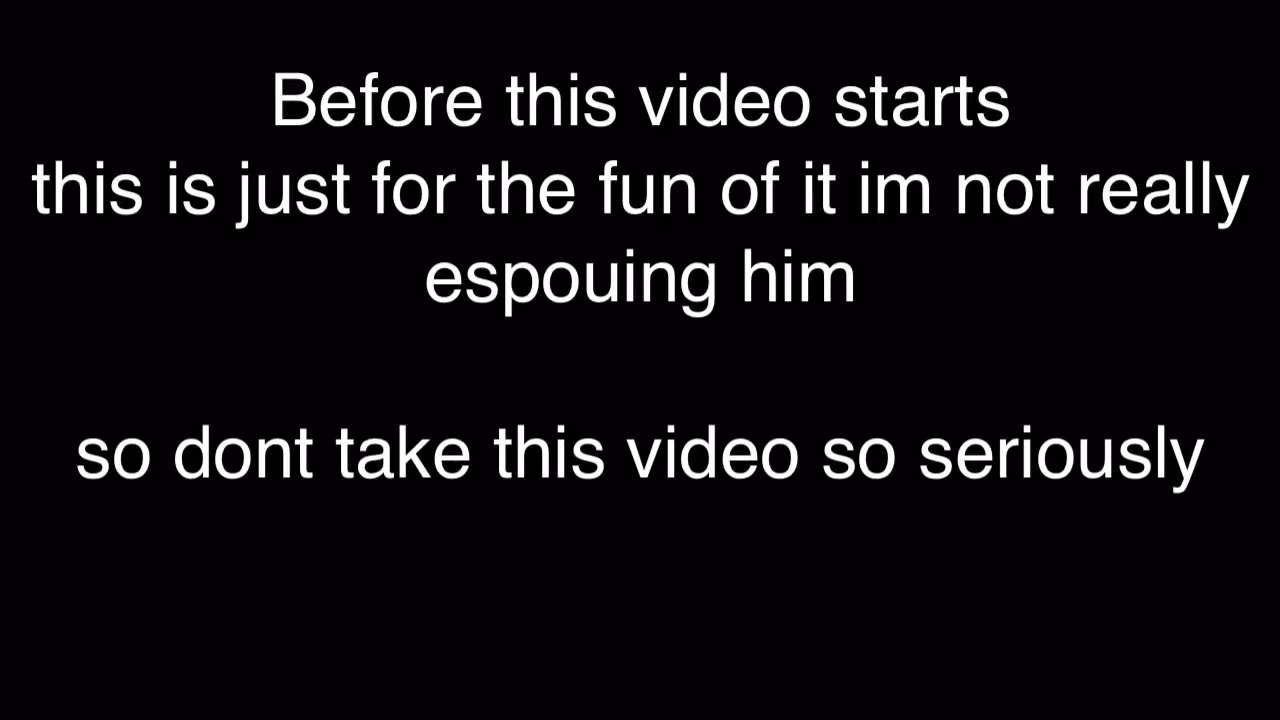 Before this video starts
this is just for the fun of it im not really
espouing him
so dont take this video so seriously